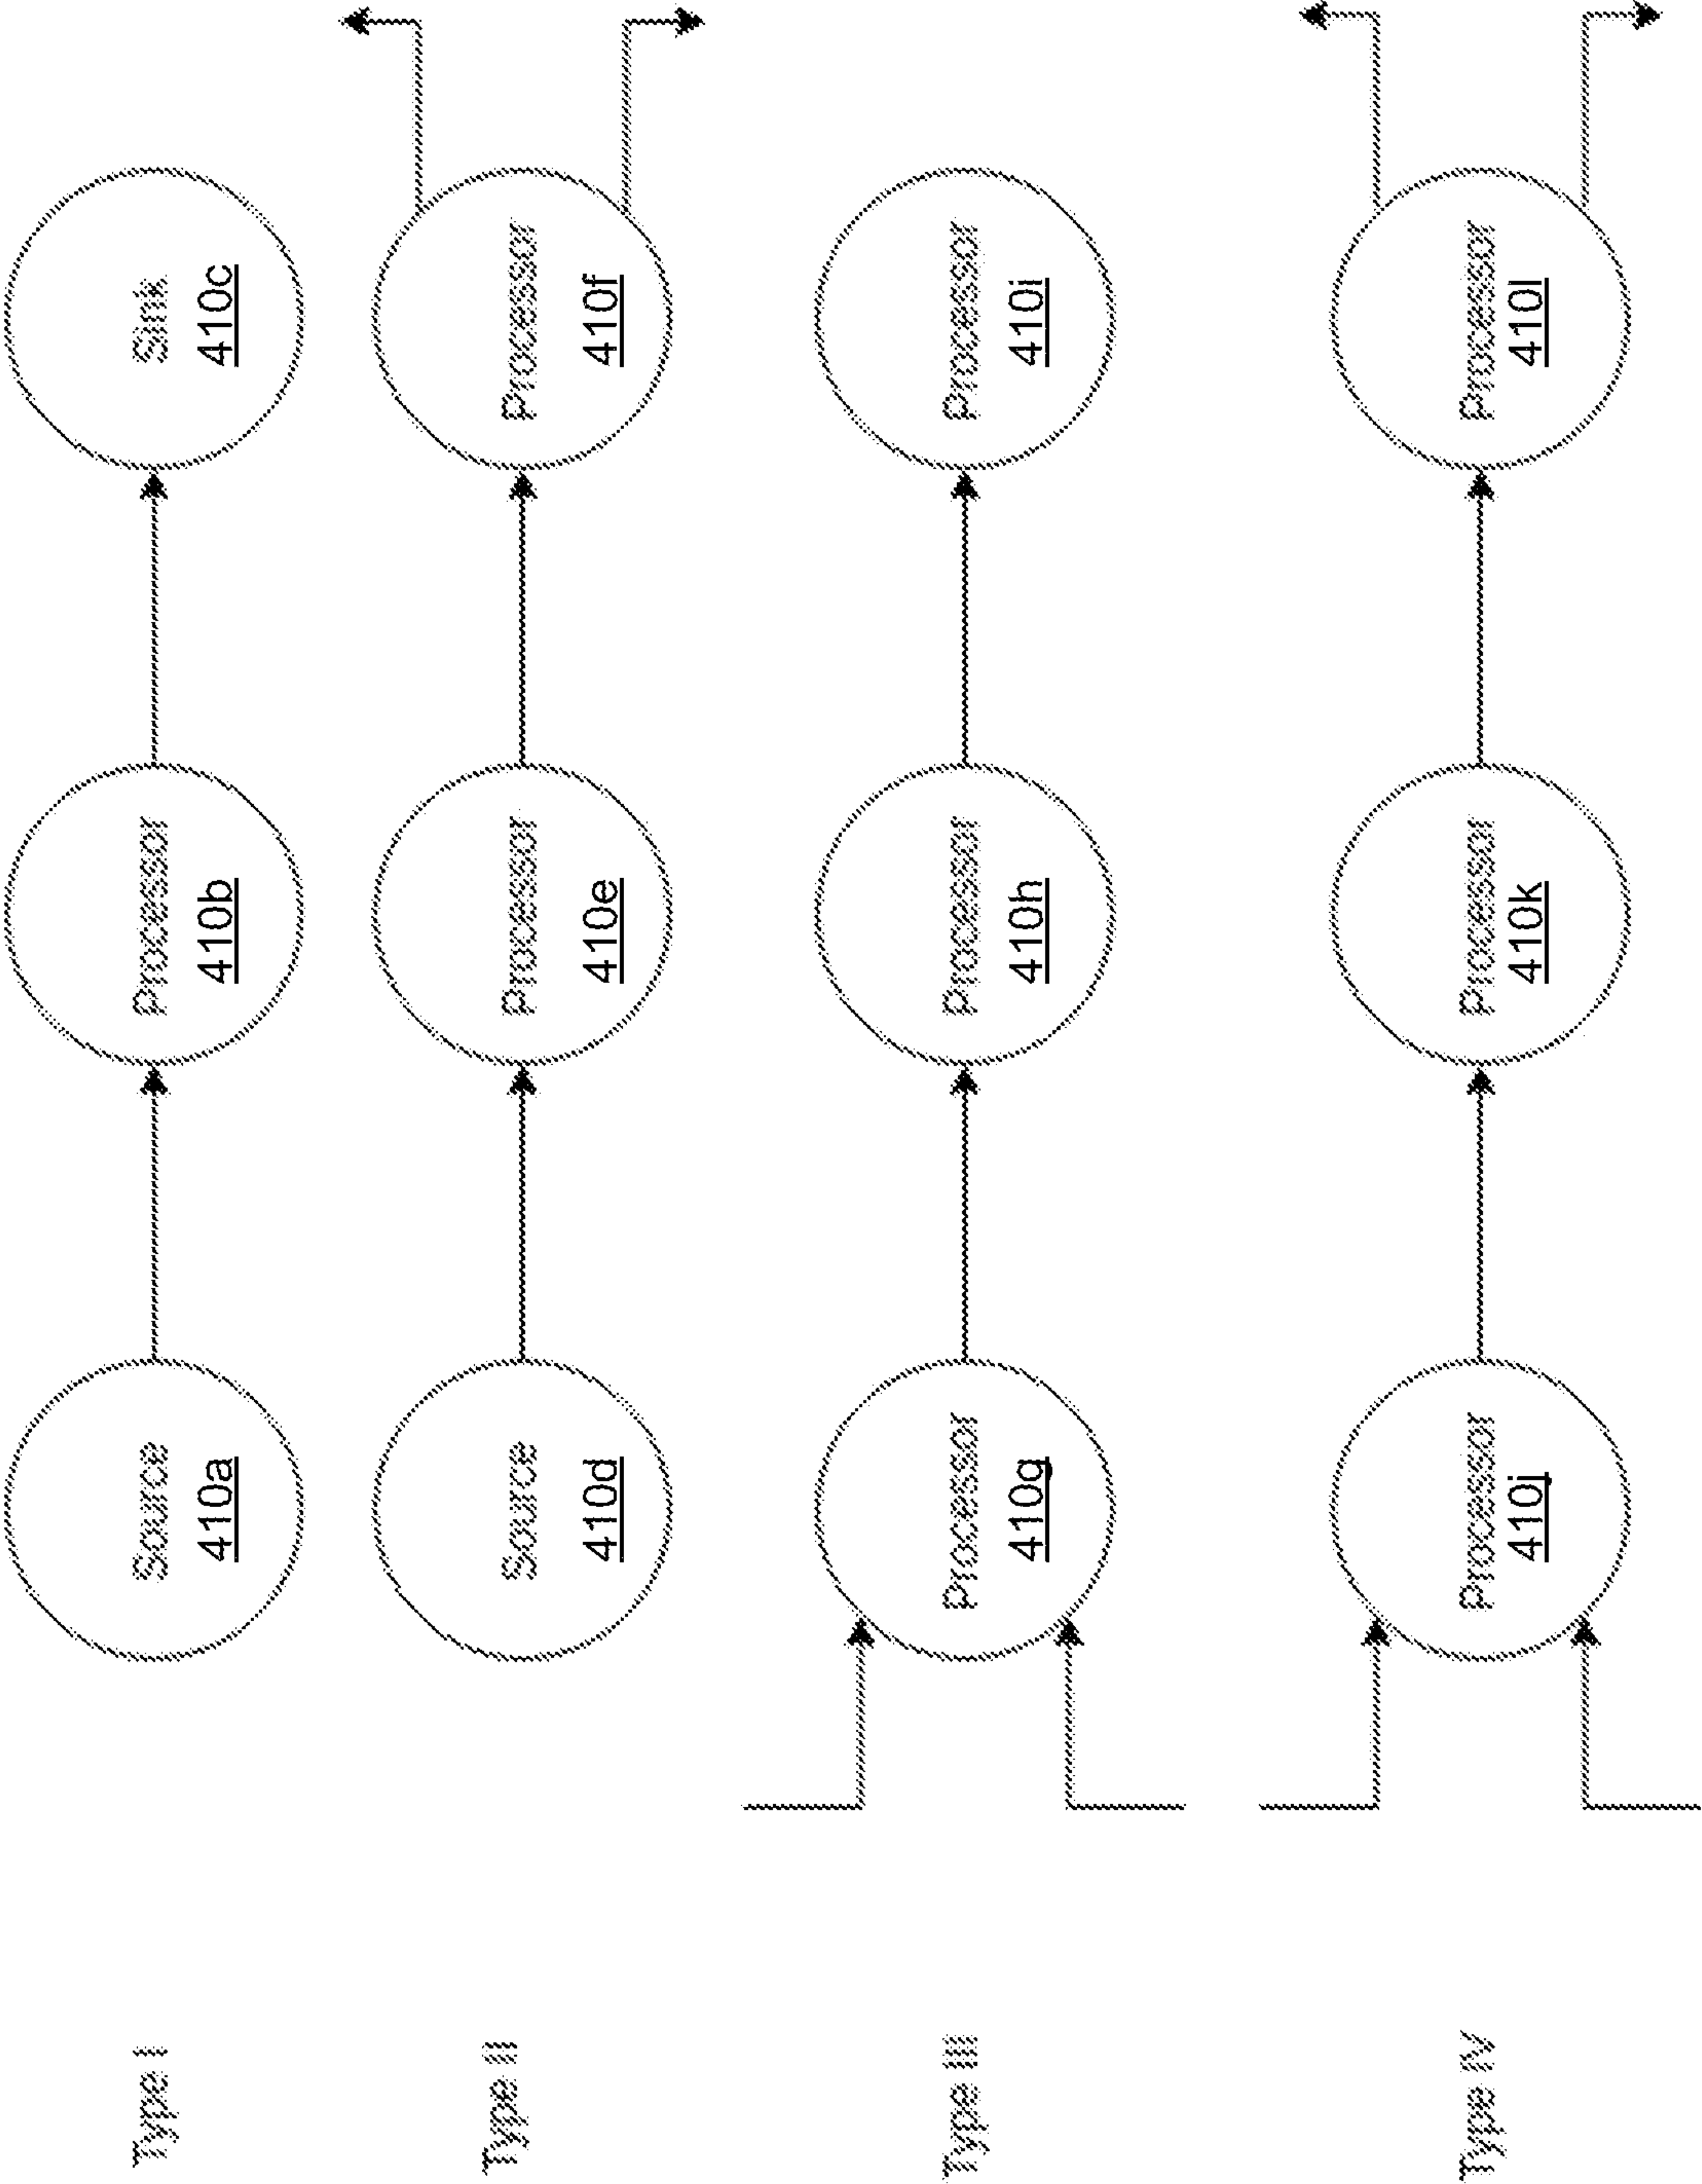 Type I
Source
410a
Processor
410b
Sink
410c
Type II
Source
410d
Processor
410e
Processor
410f
Type III
Processor
410g
Processor
410h
Processor
410i
Type IV
Processor
410j
Processor
410k
Processor
410l